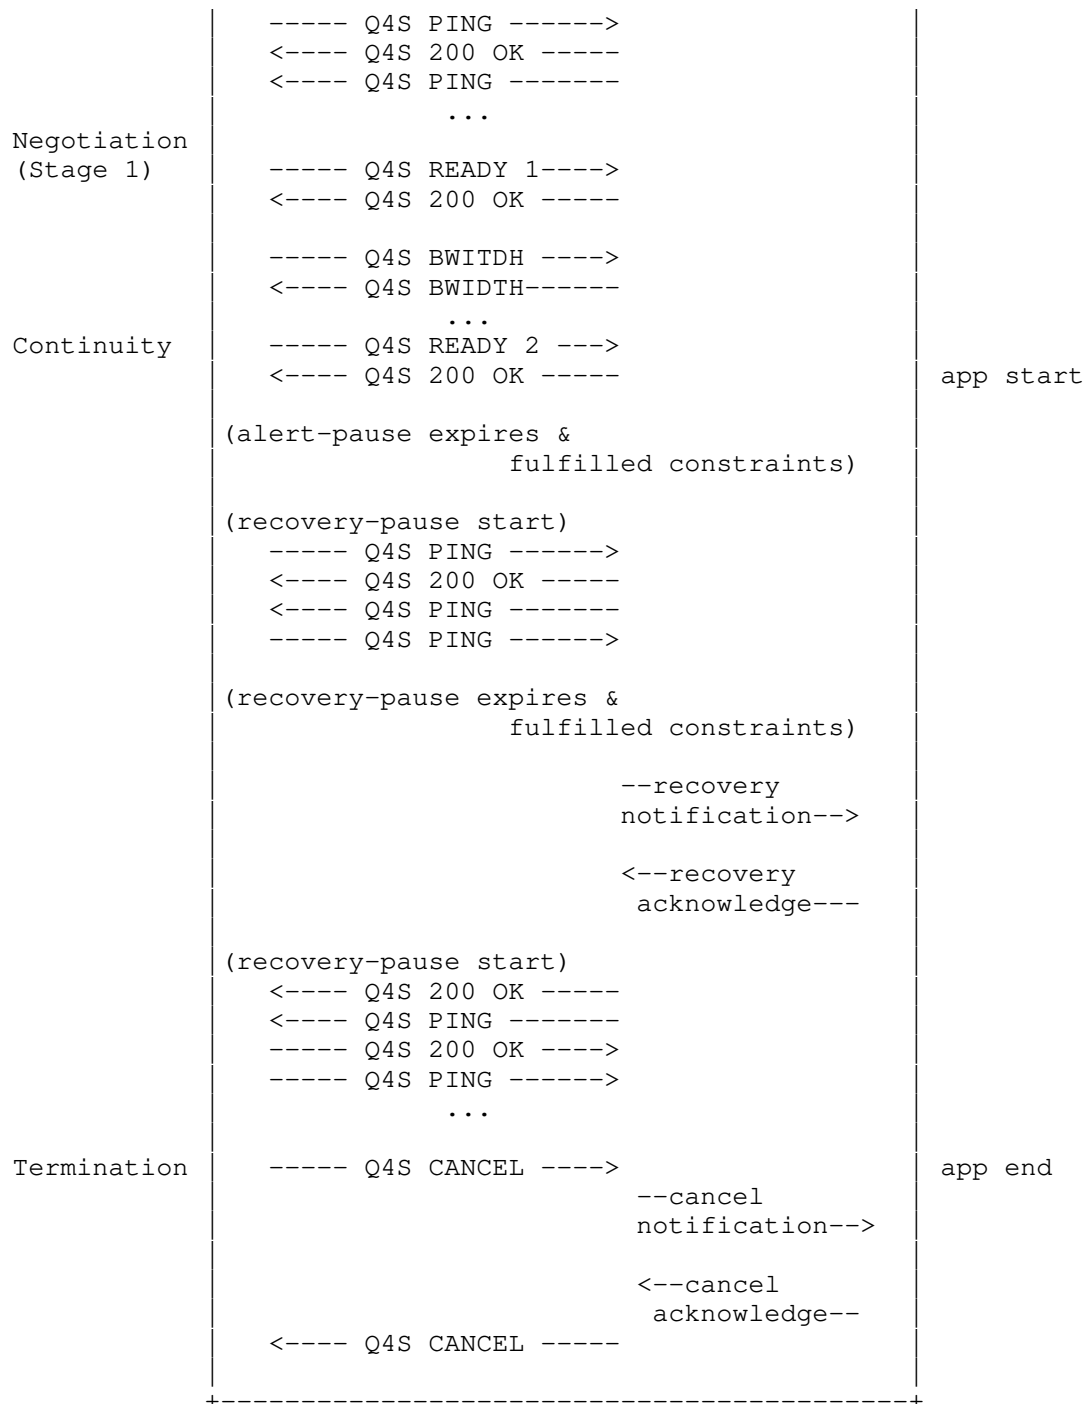 ----- Q4S PING ------>
<---- Q4S 200 OK -----
<---- Q4S PING -------
...
Negotiation
(Stage 1) ----- Q4S READY 1---->
<---- Q4S 200 OK -----
----- Q4S BWITDH ---->
<---- Q4S BWIDTH------
...
Continuity ----- Q4S READY 2 --->
<---- Q4S 200 OK ----- app start
(alert-pause expires &
fulfilled constraints)
(recovery-pause start)
----- Q4S PING ------>
<---- Q4S 200 OK -----
<---- Q4S PING -------
----- Q4S PING ------>
(recovery-pause expires &
fulfilled constraints)
--recovery
notification-->
<--recovery
acknowledge---
(recovery-pause start)
<---- Q4S 200 OK -----
<---- Q4S PING -------
----- Q4S 200 OK ---->
----- Q4S PING ------>
...
Termination ----- Q4S CANCEL ----> app end
--cancel
notification-->
<--cancel
acknowledge--
<---- Q4S CANCEL -----